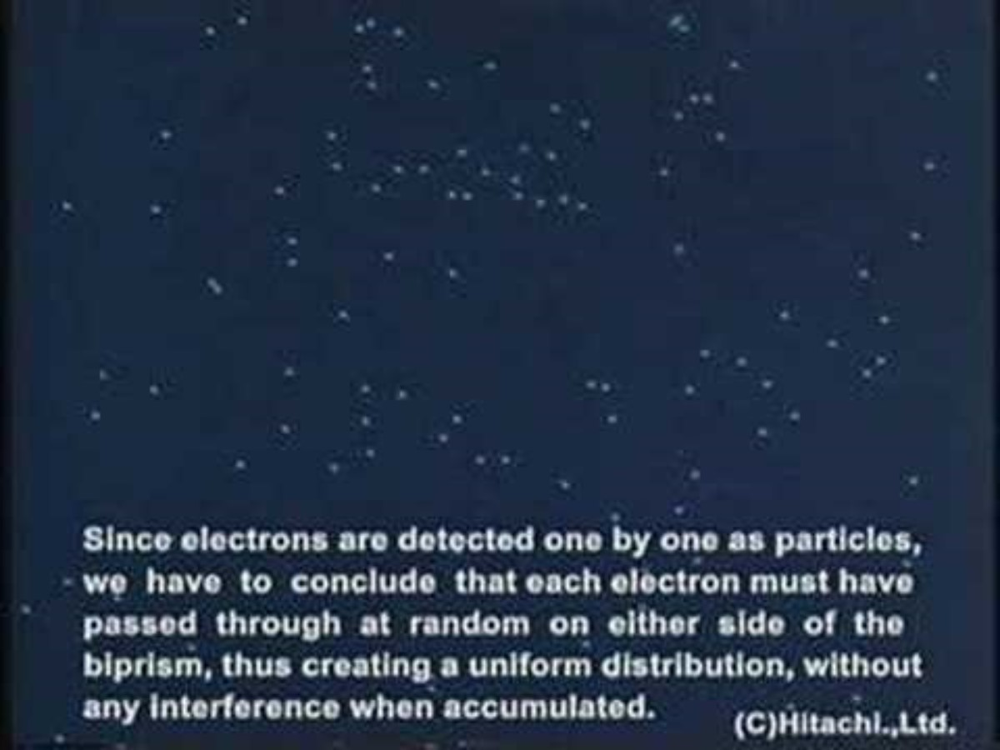 Since electrons are detected one by one as particles,
we have to conclude that each electron must have
passed through at random on either side of the
biprism, thus creating a uniform distribution, without
any interference when accumulated.
(C)Hitachi.,Ltd.